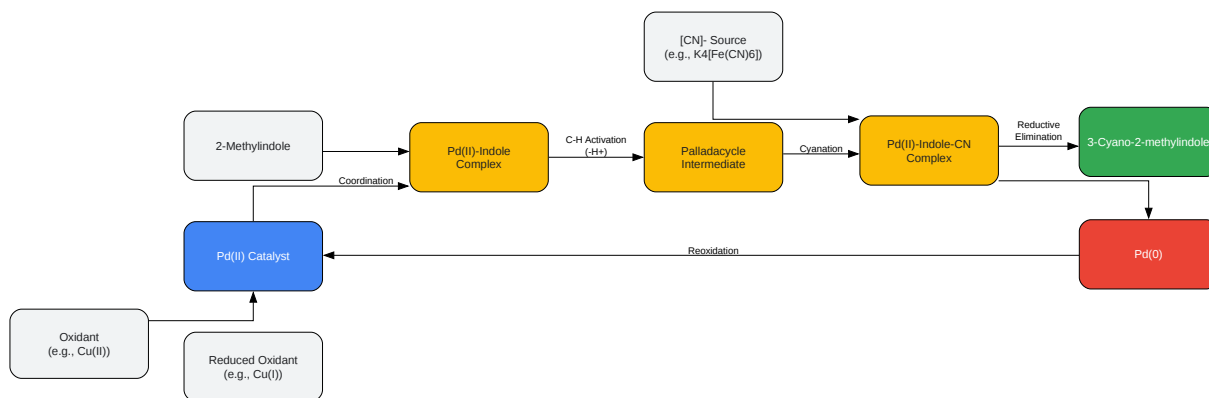 [CN]- Source
(e.g., K4[Fe(CN)6])
2-Methylindole
Pd(II)-Indole
Complex
C-H Activation
(-H+)
Palladacycle
Intermediate
Cyanation
Pd(II)-Indole-CN
Complex
Reductive
Elimination
3-Cyano-2-methylindole
Coordination
Pd(II) Catalyst
Reoxidation
Pd(0)
Oxidant
(e.g., Cu(II))
Reduced Oxidant
(e.g., Cu(I))